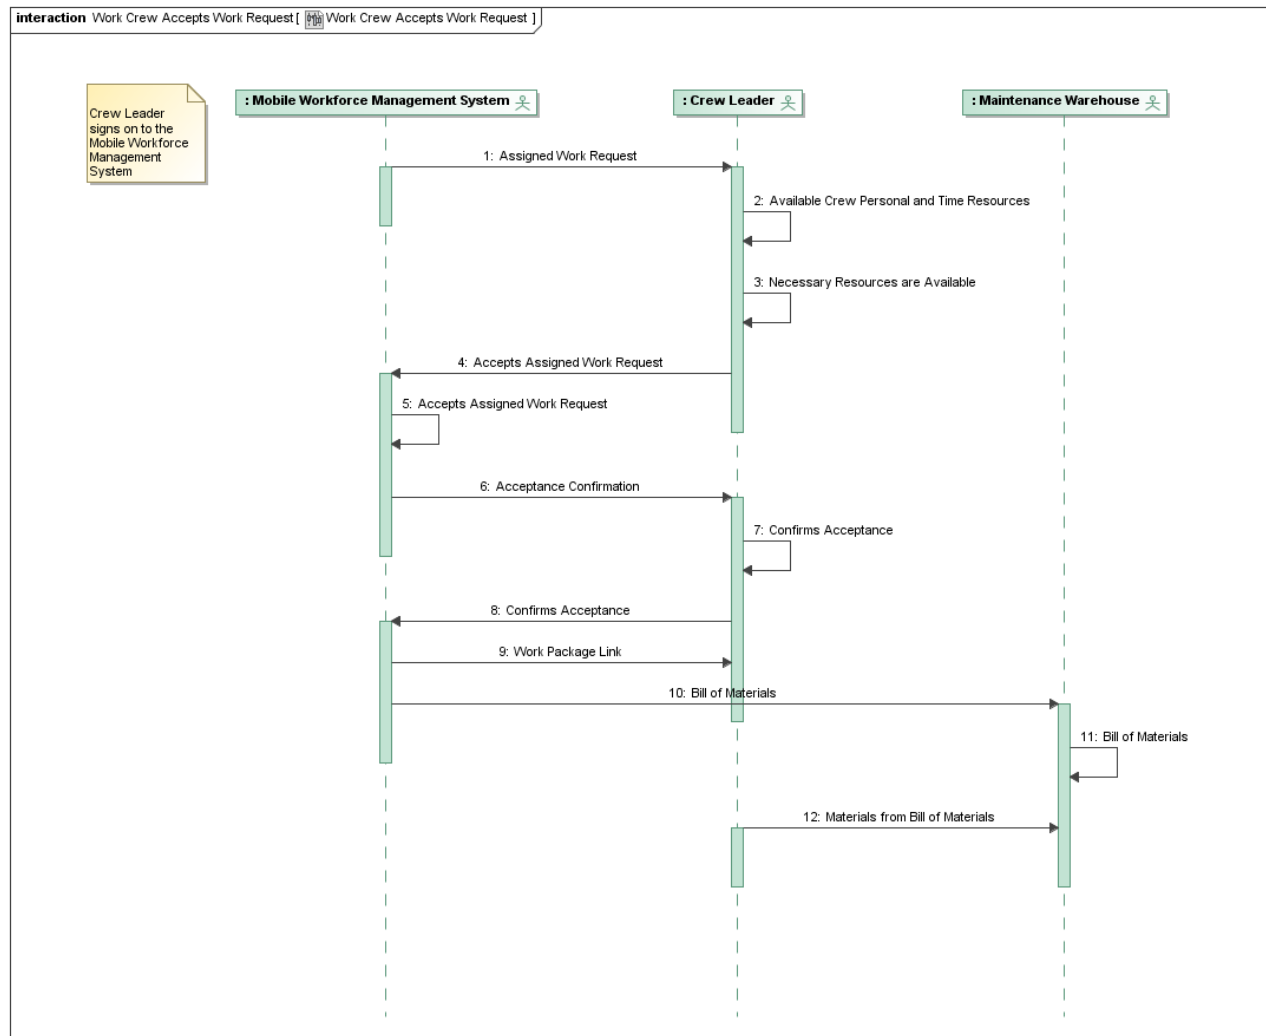 interaction Work Crew Accepts Work Request[ Work Crew Accepts Work Request ]
Crew Leader
signs on to the
Mobile Workforce
Management
System
: Mobile Workforce Management System
: Crew Leader
: Maintenance Warehouse
1: Assigned Work Request
2: Available Crew Personal and Time Resources
3: Necessary Resources are Available
4: Accepts Assigned Work Request
5: Accepts Assigned Work Request
6: Acceptance Confirmation
7: Confirms Acceptance
8: Confirms Acceptance
9: Work Package Link
10: Bill of Materials
11: Bill of Materials
12: Materials from Bill of Materials